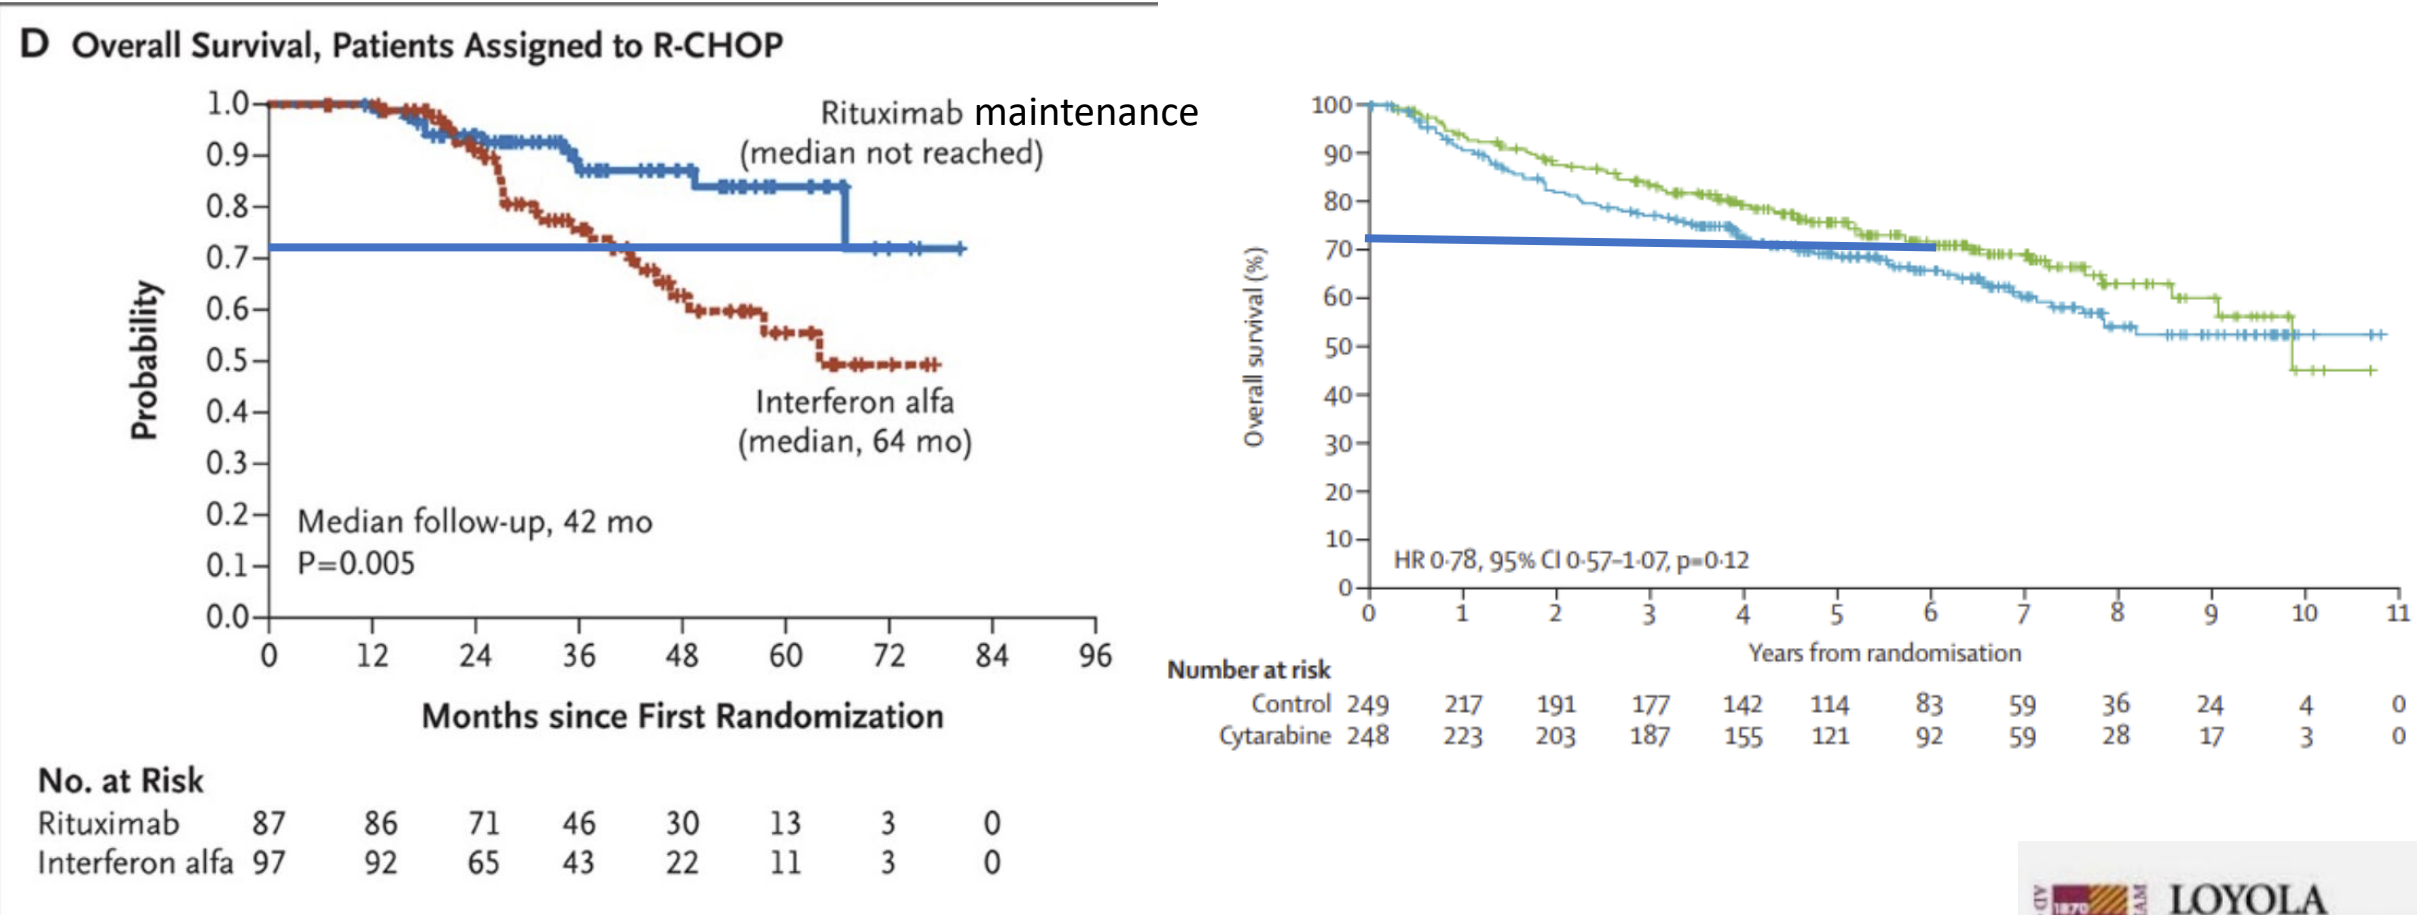 D Overall Survival, Patients Assigned to R-CHOP
1.0
0.9
0.8
0.7
0.6
0.5
0.4
0.3
0.2
0.1
0.0
Probability
Rituximab maintenance
(median not reached)
Interferon alfa
(median, 64 mo)
Median follow-up, 42 mo
P=0.005
0 12 24 36 48 60 72 84 96
Months since First Randomization
No. at Risk
Rituximab 87 86 71 46 30 13 3 0
Interferon alfa 97 92 65 43 22 11 3 0
100
90
80
70
60
50
40
30
20
10
0
Overall survival (%)
HR 0·78, 95% CI 0·57–1·07, p=0·12
0 1 2 3 4 5 6 7 8 9 10 11
Years from randomisation
Number at risk
Control 249 217 191 177 142 114 83 59 36 24 4 0
Cytarabine 248 223 203 187 155 121 92 59 28 17 3 0
1870
LOYOLA